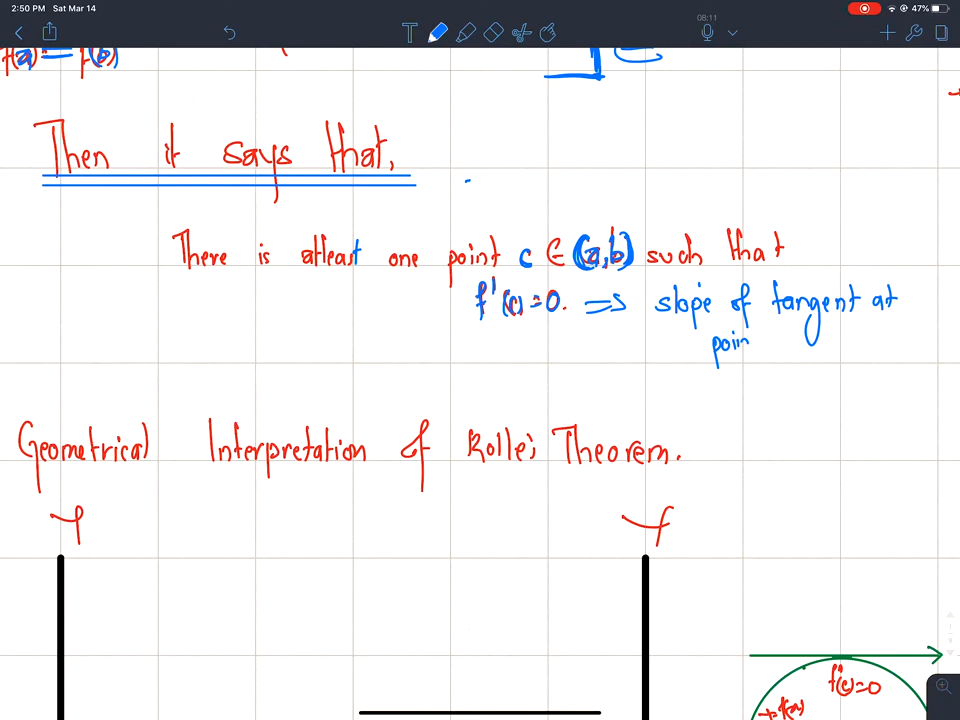 2:50 PM Sat Mar 14
47%
08:11
f(a) = f(b)
Then it says that,
There is atleast one point c ∈ (a,b) such that
f'(c)=0. => slope of tangent at
poin
Geometrical Interpretation of Rolle's Theorem.
Y
Y
f'(c)=0
f(a)